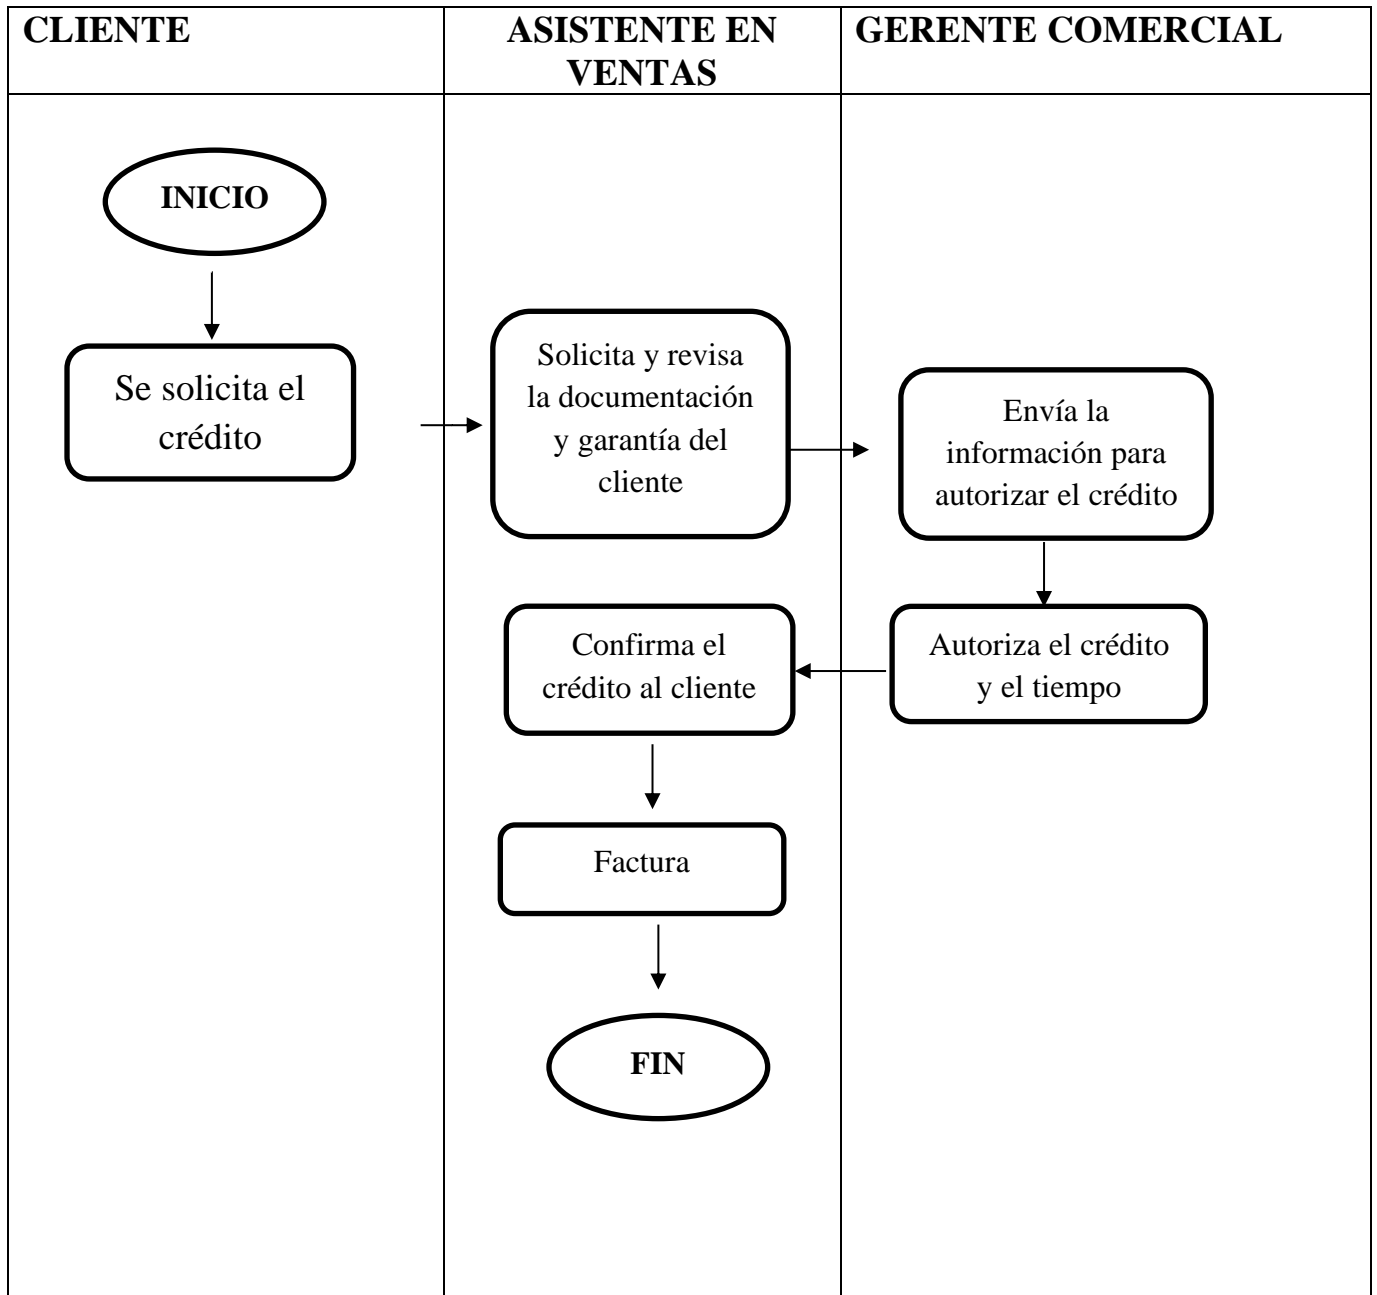 CLIENTE
ASISTENTE EN
VENTAS
GERENTE COMERCIAL
INICIO
Se solicita el
crédito
Solicita y revisa
la documentación
y garantía del
cliente
Envía la
información para
autorizar el crédito
Autoriza el crédito
y el tiempo
Confirma el
crédito al cliente
Factura
FIN